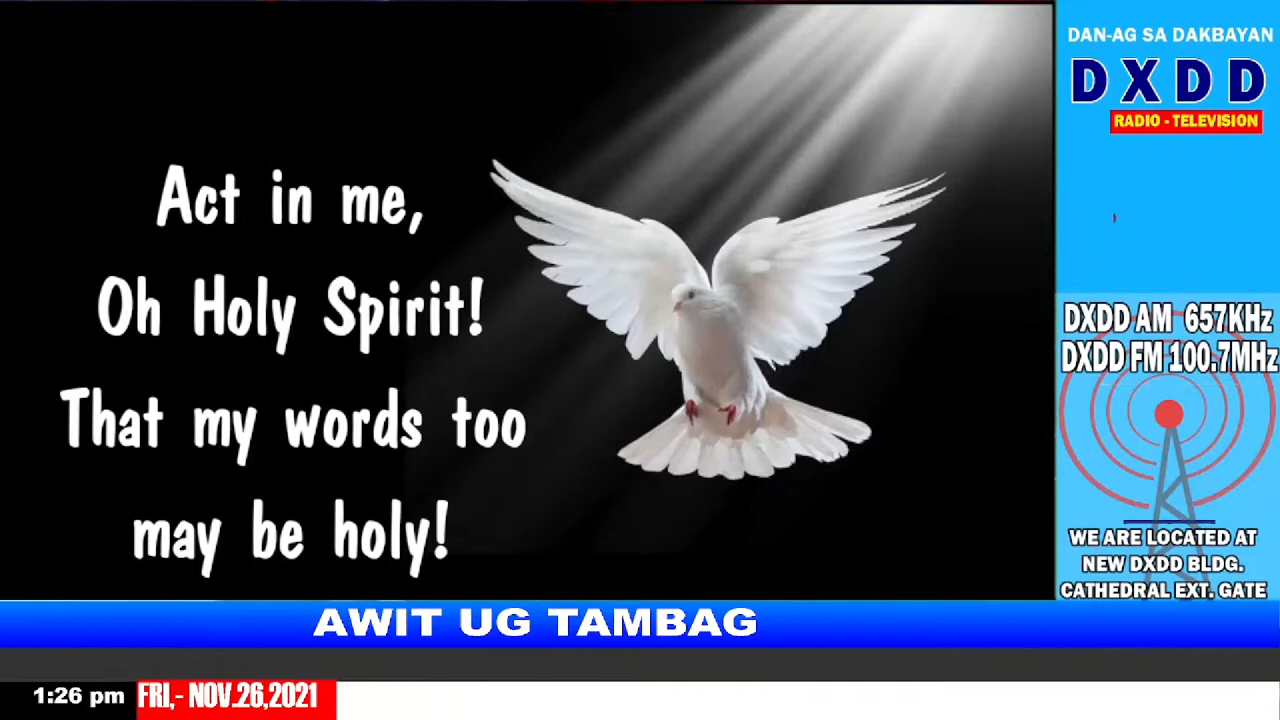 Act in me,
Oh Holy Spirit!
That my words too
may be holy!
DAN-AG SA DAKBAYAN
DXDD
RADIO - TELEVISION
DXDD AM 657KHz
DXDD FM 100.7MHz
WE ARE LOCATED AT
NEW DXDD BLDG.
CATHEDRAL EXT. GATE
AWIT UG TAMBAG
1:26 pm
FRI,- NOV.26,2021